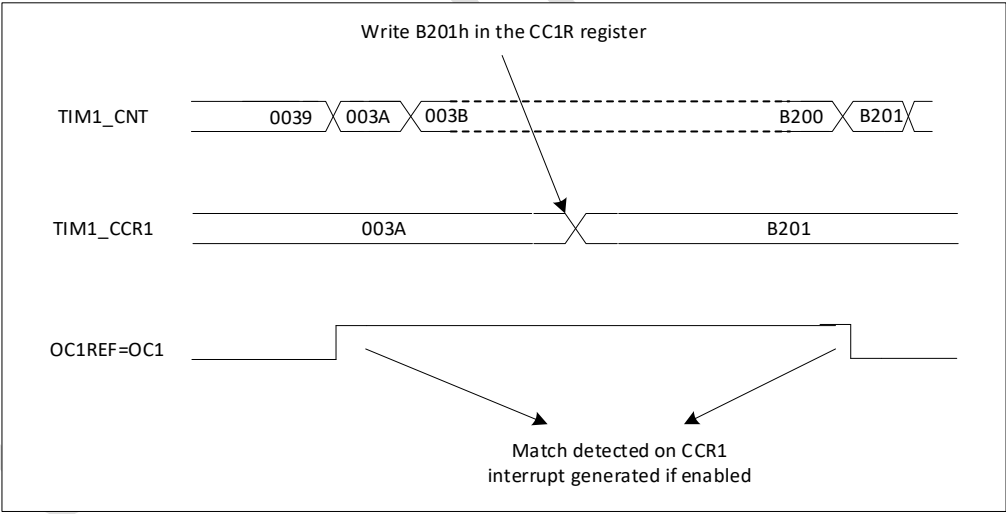 Write B201h in the CC1R register
TIM1_CNT 0039 003A 003B B200 B201
TIM1_CCR1 003A B201
OC1REF=OC1
Match detected on CCR1
interrupt generated if enabled